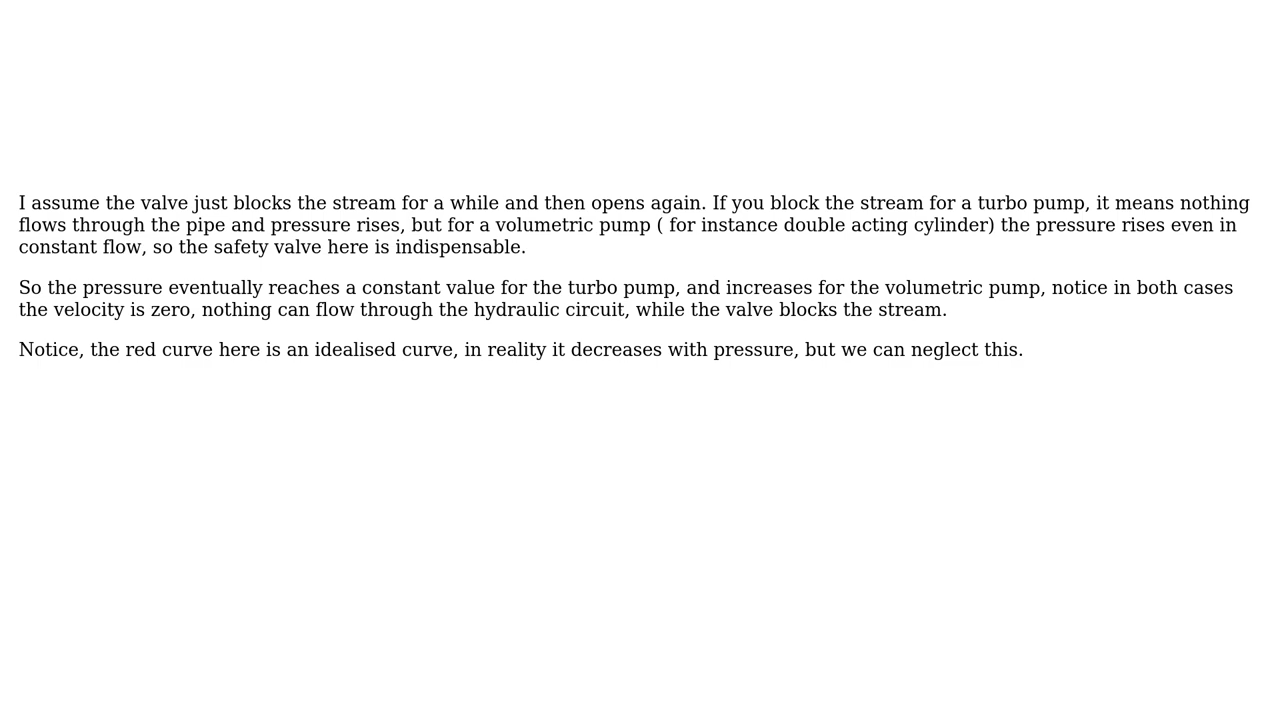 I assume the valve just blocks the stream for a while and then opens again. If you block the stream for a turbo pump, it means nothing
flows through the pipe and pressure rises, but for a volumetric pump ( for instance double acting cylinder) the pressure rises even in
constant flow, so the safety valve here is indispensable.
So the pressure eventually reaches a constant value for the turbo pump, and increases for the volumetric pump, notice in both cases
the velocity is zero, nothing can flow through the hydraulic circuit, while the valve blocks the stream.
Notice, the red curve here is an idealised curve, in reality it decreases with pressure, but we can neglect this.